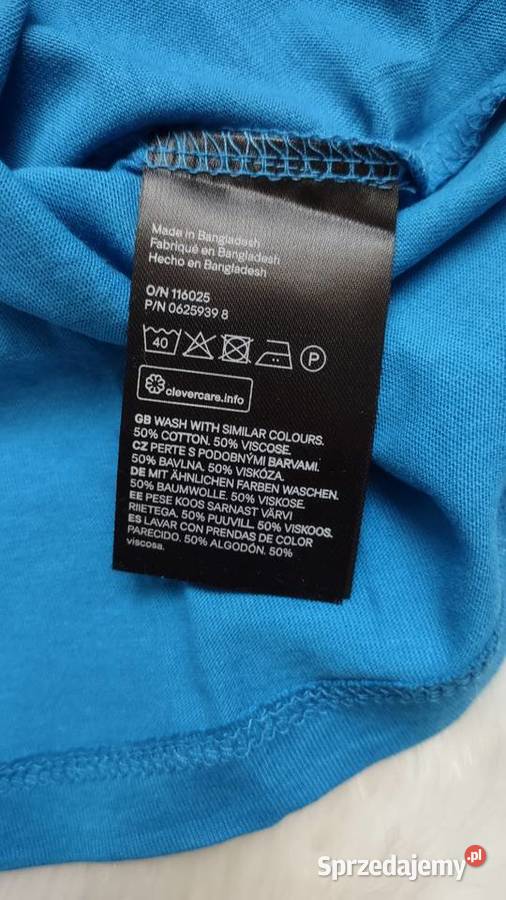 Made in Bangladesh
Fabriqué en Bangladesh
Hecho en Bangladesh
O/N 116025
P/N 0625939 8
40 P
clevercare.info
GB WASH WITH SIMILAR COLOURS.
50% COTTON. 50% VISCOSE.
CZ PERTE S PODOBNÝMI BARVAMI.
50% BAVLNA. 50% VISKÓZA.
DE MIT ÄHNLICHEN FARBEN WASCHEN.
50% BAUMWOLLE. 50% VISKOSE.
EE PESE KOOS SARNAST VÄRVI
RIIETEGA. 50% PUUVILL. 50% VISKOOS.
ES LAVAR CON PRENDAS DE COLOR
PARECIDO. 50% ALGODÓN. 50%
viscosa.
Sprzedajemy.pl